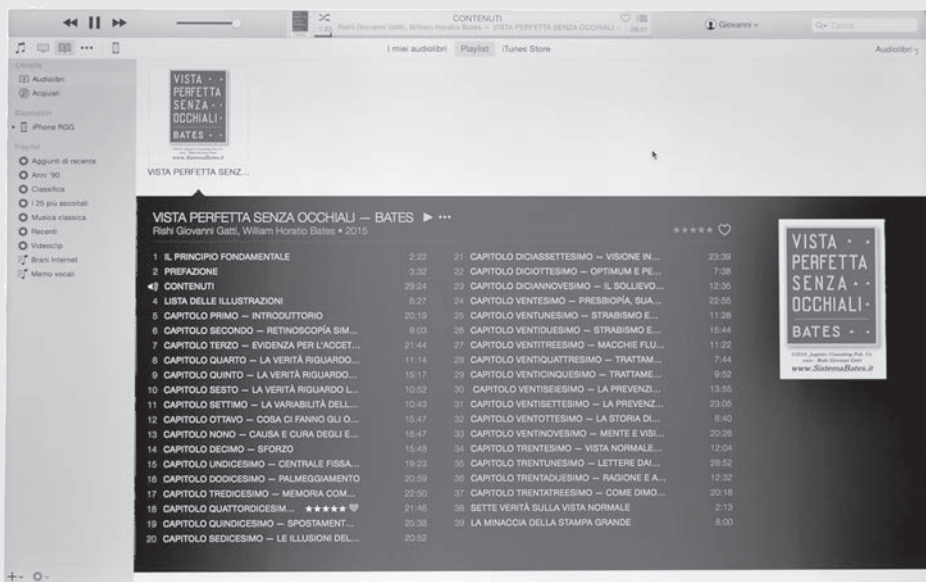 CONTENUTI
1:23 Rishi Giovanni Gatti, William Horatio Bates — VISTA PERFETTA SENZA OCCHIALI -28:01
Giovanni
Cerca
I miei audiolibri Playlist iTunes Store Audiolibri
Libreria
Audiolibri
Acquisti
Dispositivi
iPhone RGG
Playlist
Aggiunti di recente
Anni '90
Classifica
I 25 più ascoltati
Musica classica
Recenti
Videoclip
Brani Internet
Memo vocali
VISTA
PERFETTA
SENZA
OCCHIALI
BATES
www.SistemaBates.it
VISTA PERFETTA SENZ...
VISTA PERFETTA SENZA OCCHIALI — BATES
Rishi Giovanni Gatti, William Horatio Bates • 2015
1 IL PRINCIPIO FONDAMENTALE 2:22
2 PREFAZIONE 3:32
CONTENUTI 29:24
4 LISTA DELLE ILLUSTRAZIONI 6:27
5 CAPITOLO PRIMO — INTRODUTTORIO 20:19
6 CAPITOLO SECONDO — RETINOSCOPÍA SIM... 8:03
7 CAPITOLO TERZO — EVIDENZA PER L'ACCET... 21:44
8 CAPITOLO QUARTO — LA VERITÀ RIGUARDO... 11:14
9 CAPITOLO QUINTO — LA VERITÀ RIGUARDO... 15:17
10 CAPITOLO SESTO — LA VERITÀ RIGUARDO L... 10:52
11 CAPITOLO SETTIMO — LA VARIABILITÀ DELL... 10:43
12 CAPITOLO OTTAVO — COSA CI FANNO GLI O... 15:47
13 CAPITOLO NONO — CAUSA E CURA DEGLI E... 16:47
14 CAPITOLO DECIMO — SFORZO 15:48
15 CAPITOLO UNDICESIMO — CENTRALE FISSA... 19:23
16 CAPITOLO DODICESIMO — PALMEGGIAMENTO 20:59
17 CAPITOLO TREDICESIMO — MEMORIA COM... 22:50
18 CAPITOLO QUATTORDICESIM... ★★★★★ 21:46
19 CAPITOLO QUINDICESIMO — SPOSTAMENT... 25:38
20 CAPITOLO SEDICESIMO — LE ILLUSIONI DEL... 20:52
21 CAPITOLO DICIASSETTESIMO — VISIONE IN... 23:39
22 CAPITOLO DICIOTTESIMO — OPTIMUM E PE... 7:38
23 CAPITOLO DICIANNOVESIMO — IL SOLLIEVO... 12:35
24 CAPITOLO VENTESIMO — PRESBIOPÍA, SUA... 22:55
25 CAPITOLO VENTUNESIMO — STRABISMO E... 11:28
26 CAPITOLO VENTIDUESIMO — STRABISMO E... 15:44
27 CAPITOLO VENTITREESIMO — MACCHIE FLU... 11:22
28 CAPITOLO VENTIQUATTRESIMO — TRATTAM... 7:44
29 CAPITOLO VENTICINQUESIMO — TRATTAME... 9:52
30 CAPITOLO VENTISEIESIMO — LA PREVENZI... 13:55
31 CAPITOLO VENTISETTESIMO — LA PREVENZ... 23:05
32 CAPITOLO VENTOTTESIMO — LA STORIA DI... 8:40
33 CAPITOLO VENTINOVESIMO — MENTE E VISI... 20:26
34 CAPITOLO TRENTESIMO — VISTA NORMALE... 12:04
35 CAPITOLO TRENTUNESIMO — LETTERE DAI... 28:52
36 CAPITOLO TRENTADUESIMO — RAGIONE E A... 12:32
37 CAPITOLO TRENTATREESIMO — COME DIMO... 20:18
38 SETTE VERITÀ SULLA VISTA NORMALE 2:13
39 LA MINACCIA DELLA STAMPA GRANDE 8:00
VISTA
PERFETTA
SENZA
OCCHIALI
BATES
www.SistemaBates.it